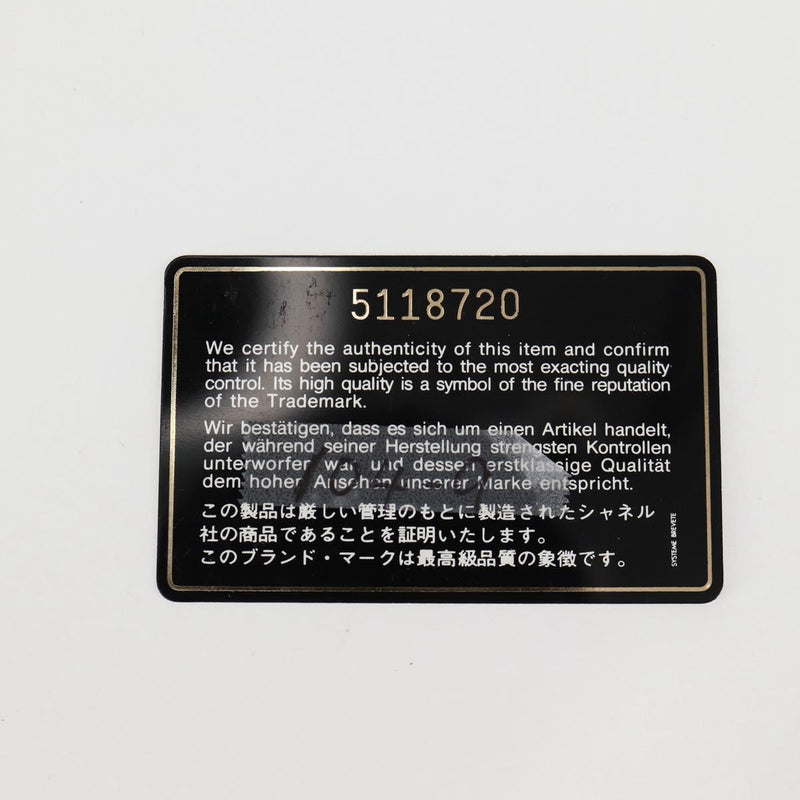 5118720
We certify the authenticity of this item and confirm
that it has been subjected to the most exacting quality
control. Its high quality is a symbol of the fine reputation
of the Trademark.
Wir bestätigen, dass es sich um einen Artikel handelt,
der während seiner Herstellung strengsten Kontrollen
unterworfen war und dessen erstklassige Qualität
dem hohen Ansehen unserer Marke entspricht.
この製品は厳しい管理のもとに製造されたシャネル
社の商品であることを証明いたします。
このブランド・マークは最高級品質の象徴です。
SYSTEME BREVETE